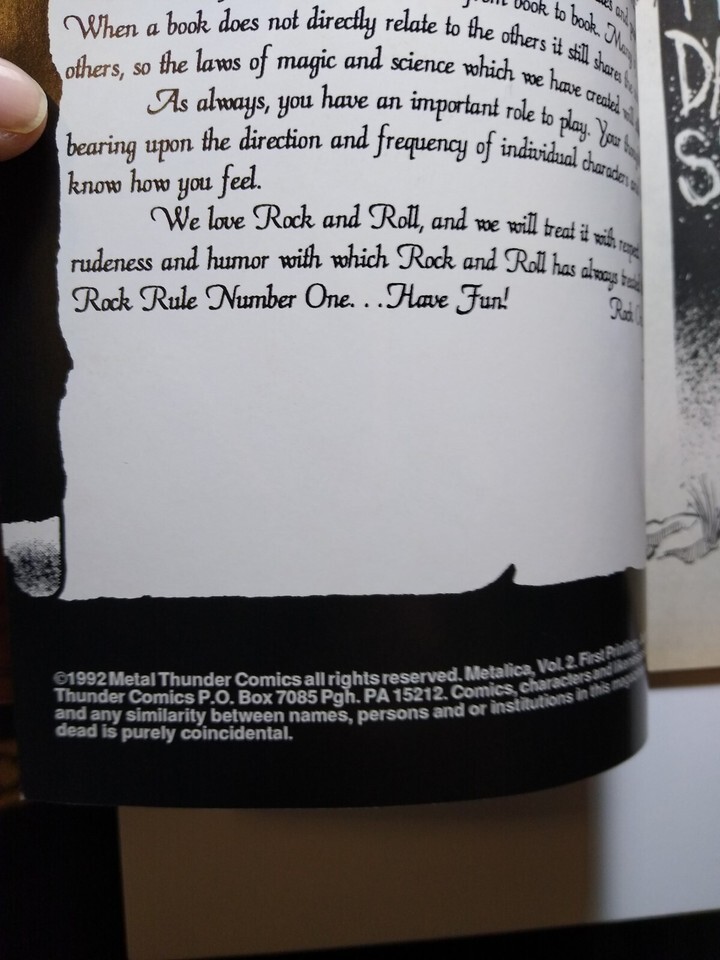 book to book.
When a book does not directly relate to the others it still shares the
others, so the laws of magic and science which we have created
As always, you have an important role to play. Your
bearing upon the direction and frequency of individual characters
know how you feel.
We love Rock and Roll, and we will treat it with
rudeness and humor with which Rock and Roll has always
Rock Rule Number One. . .Have Fun!
Rock
©1992 Metal Thunder Comics all rights reserved. Metalica, Vol. 2. First Printing.
Thunder Comics P.O. Box 7085 Pgh. PA 15212. Comics, characters and
and any similarity between names, persons and or institutions in this
dead is purely coincidental.